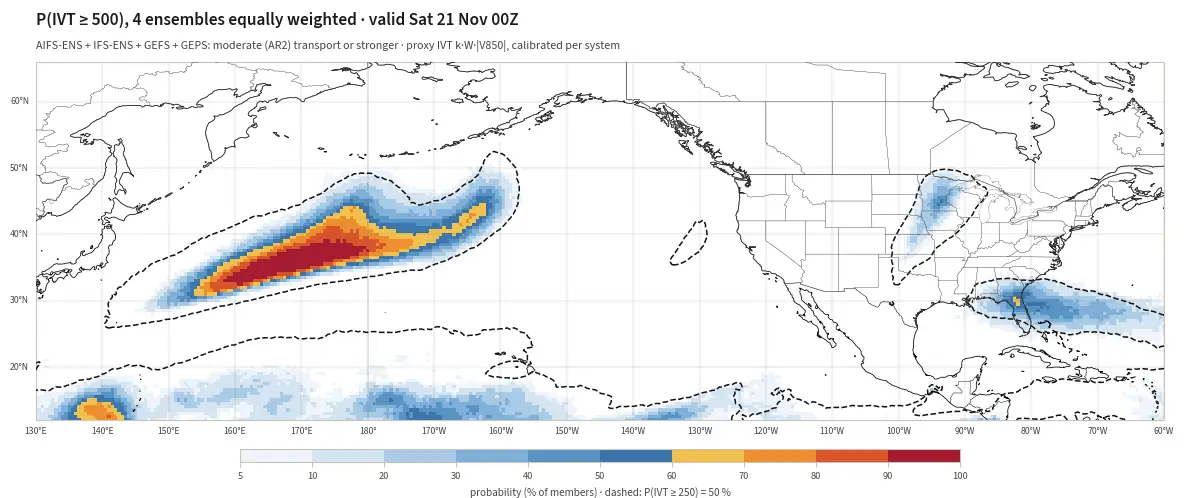 P(IVT ≥ 500), 4 ensembles equally weighted · valid Sat 21 Nov 00Z
AIFS-ENS + IFS-ENS + GEFS + GEPS: moderate (AR2) transport or stronger · proxy IVT k·W·|V850|, calibrated per system
60°N
50°N
40°N
30°N
20°N
130°E 140°E 150°E 160°E 170°E 180° 170°W 160°W 150°W 140°W 130°W 120°W 110°W 100°W 90°W 80°W 70°W 60°W
5 10 20 30 40 50 60 70 80 90 100
probability (% of members) · dashed: P(IVT ≥ 250) = 50 %